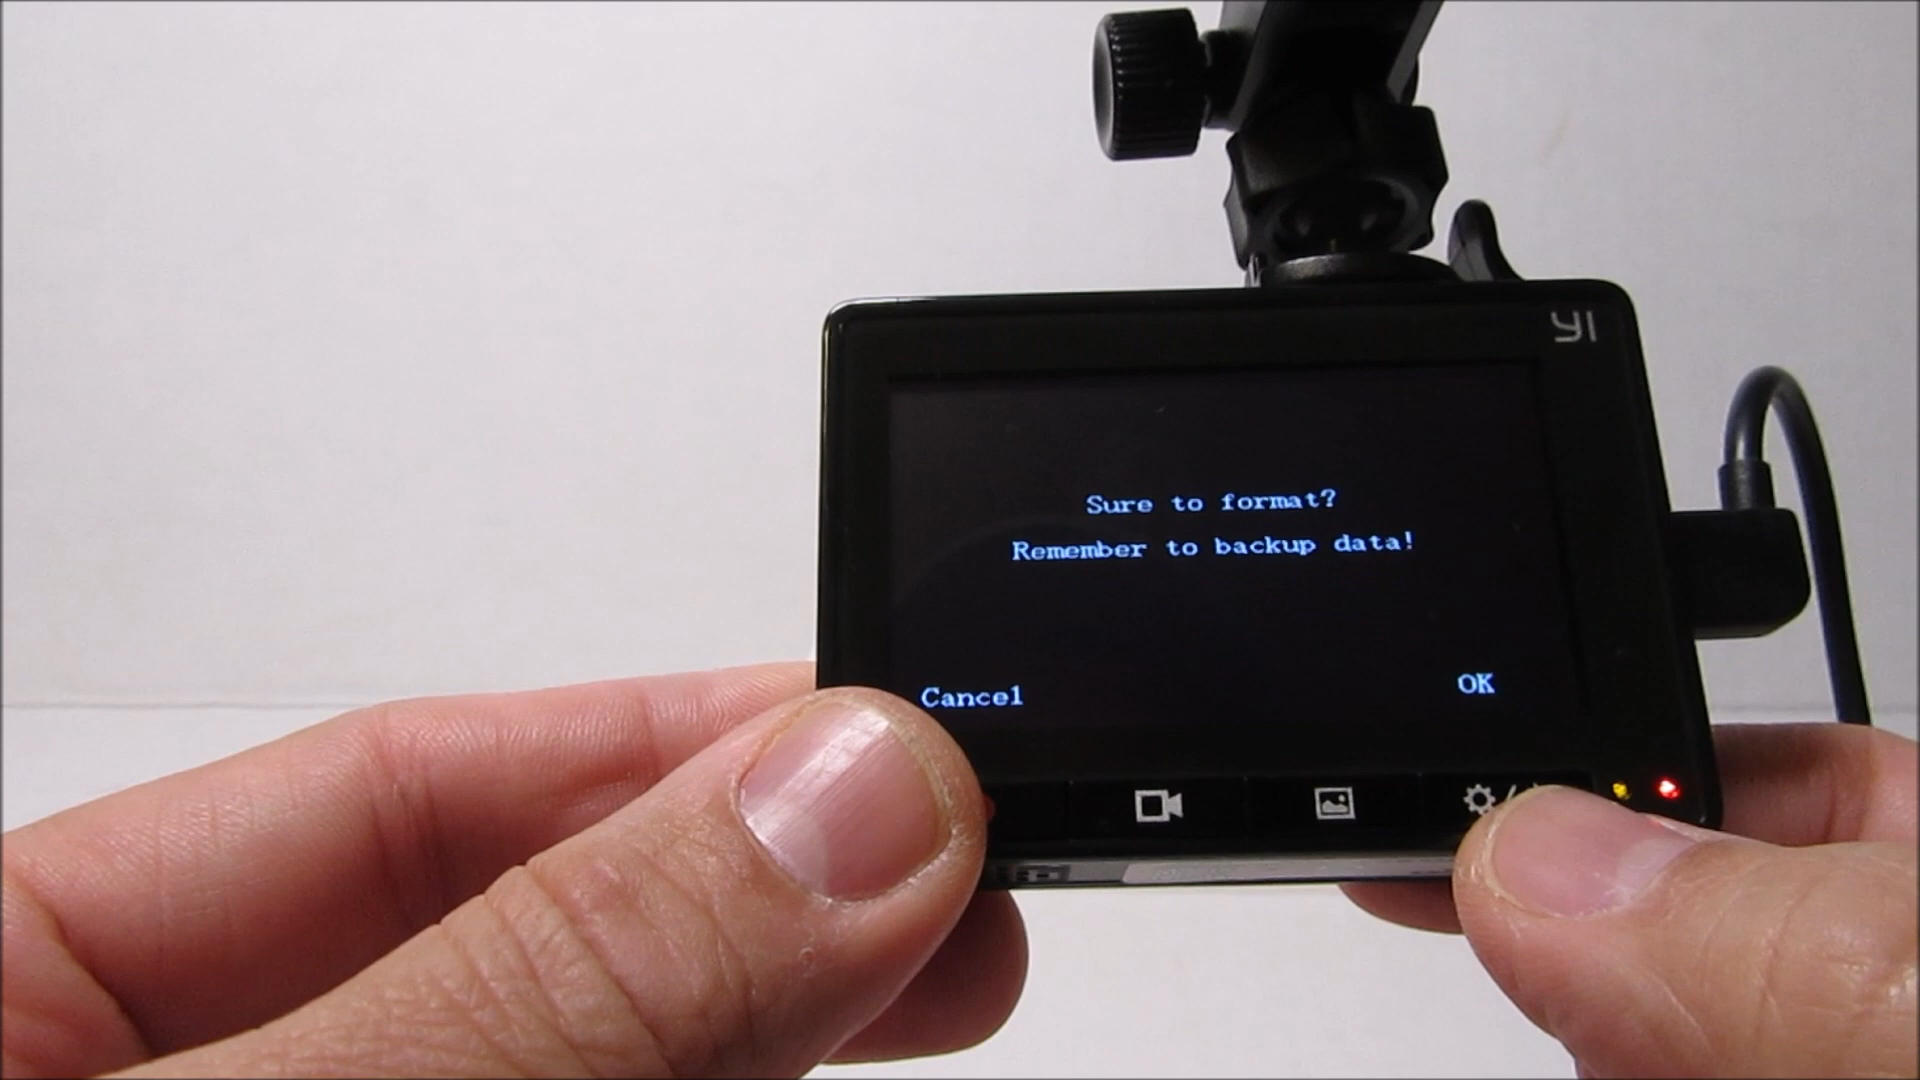 YI
Sure to format?
Remember to backup data!
Cancel
OK